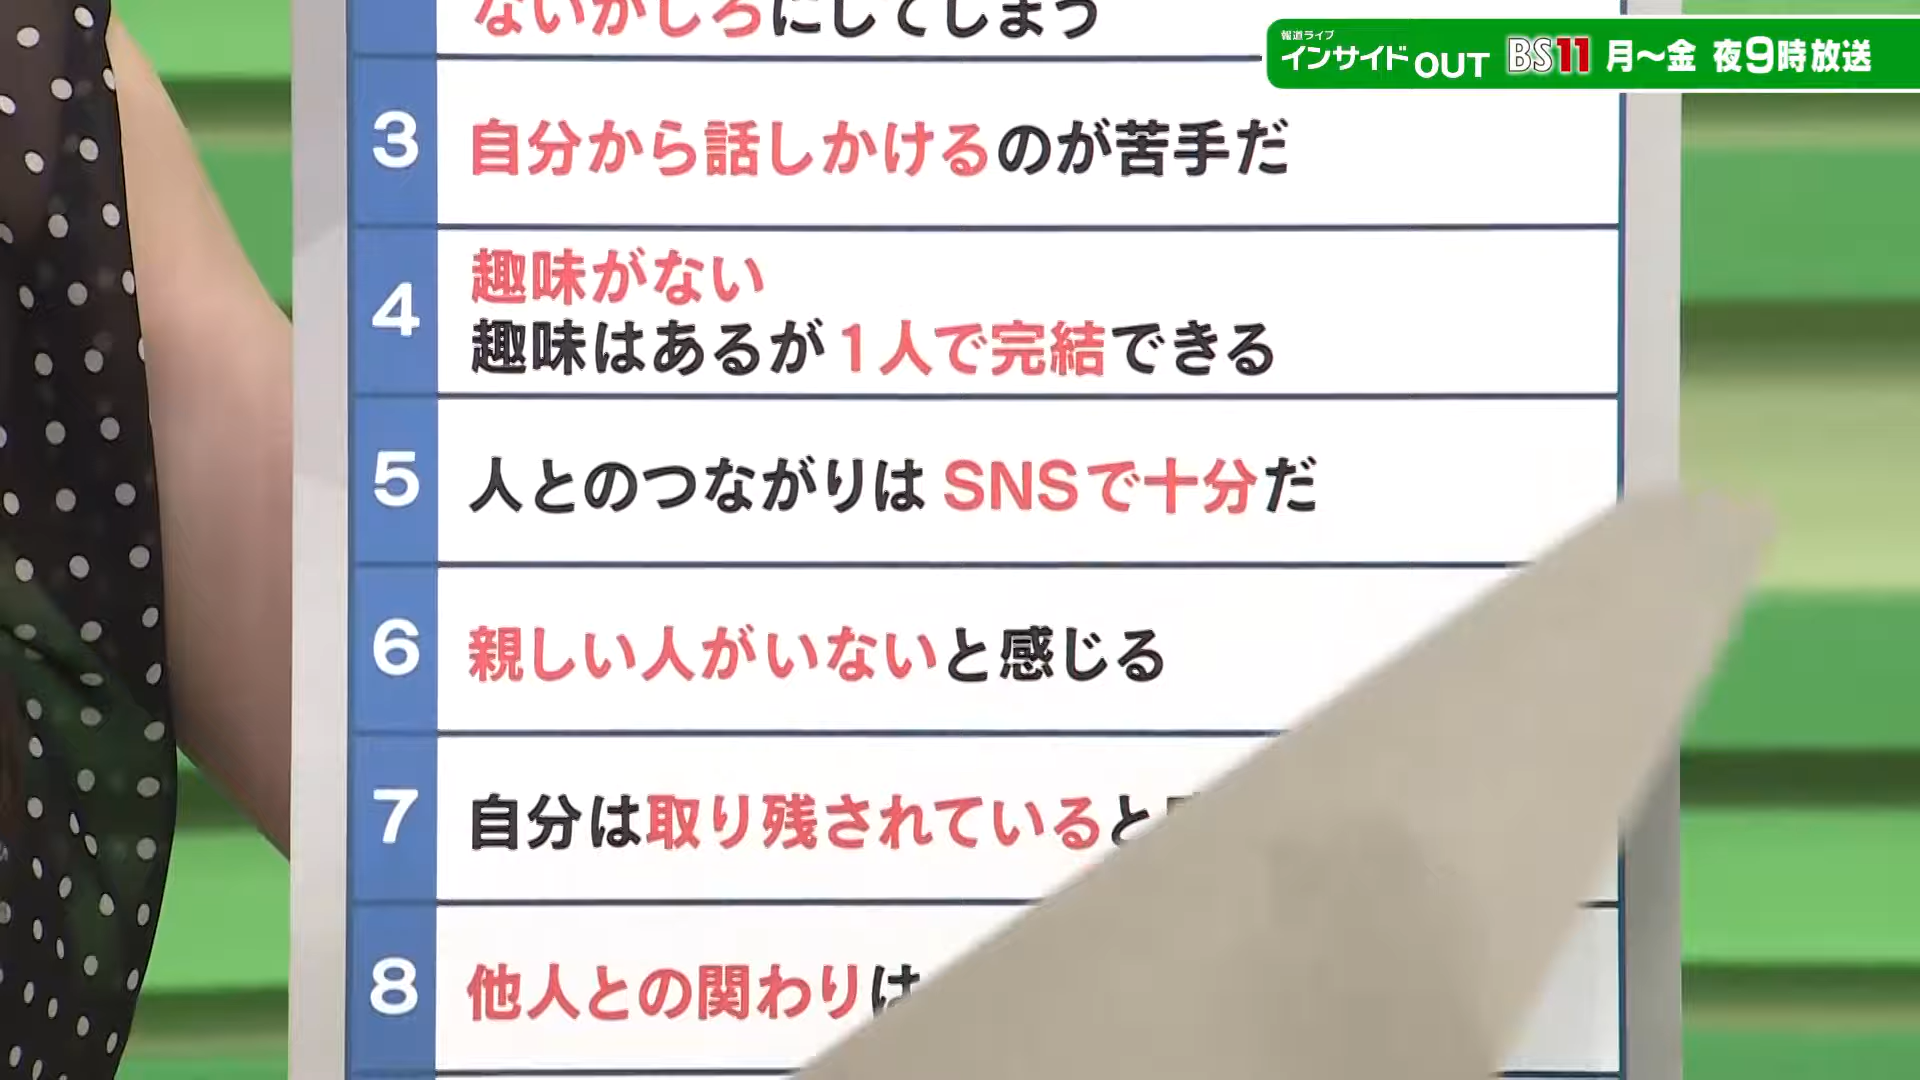 ないがしろにしてしまう
報道ライブ
インサイドOUT BS11 月～金 夜9時放送
3 自分から話しかけるのが苦手だ
4 趣味がない
趣味はあるが1人で完結できる
5 人とのつながりはSNSで十分だ
6 親しい人がいないと感じる
7 自分は取り残されていると
8 他人との関わりは